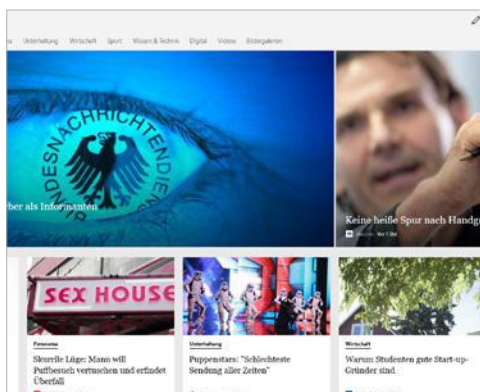 Unterhaltung Wirtschaft Sport Wissen & Technik Digital Videos Bildergalerien
BUNDESNACHRICHTENDIENST
ber als Informanten
Keine heiße Spur nach Handgr
SEX HOUSE
Panorama
Skurrile Lüge: Mann will
Puffbesuch vertuschen und erfindet
Überfall
Unterhaltung
Puppenstars: "Schlechteste
Sendung aller Zeiten"
Wirtschaft
Warum Studenten gute Start-up-
Gründer sind